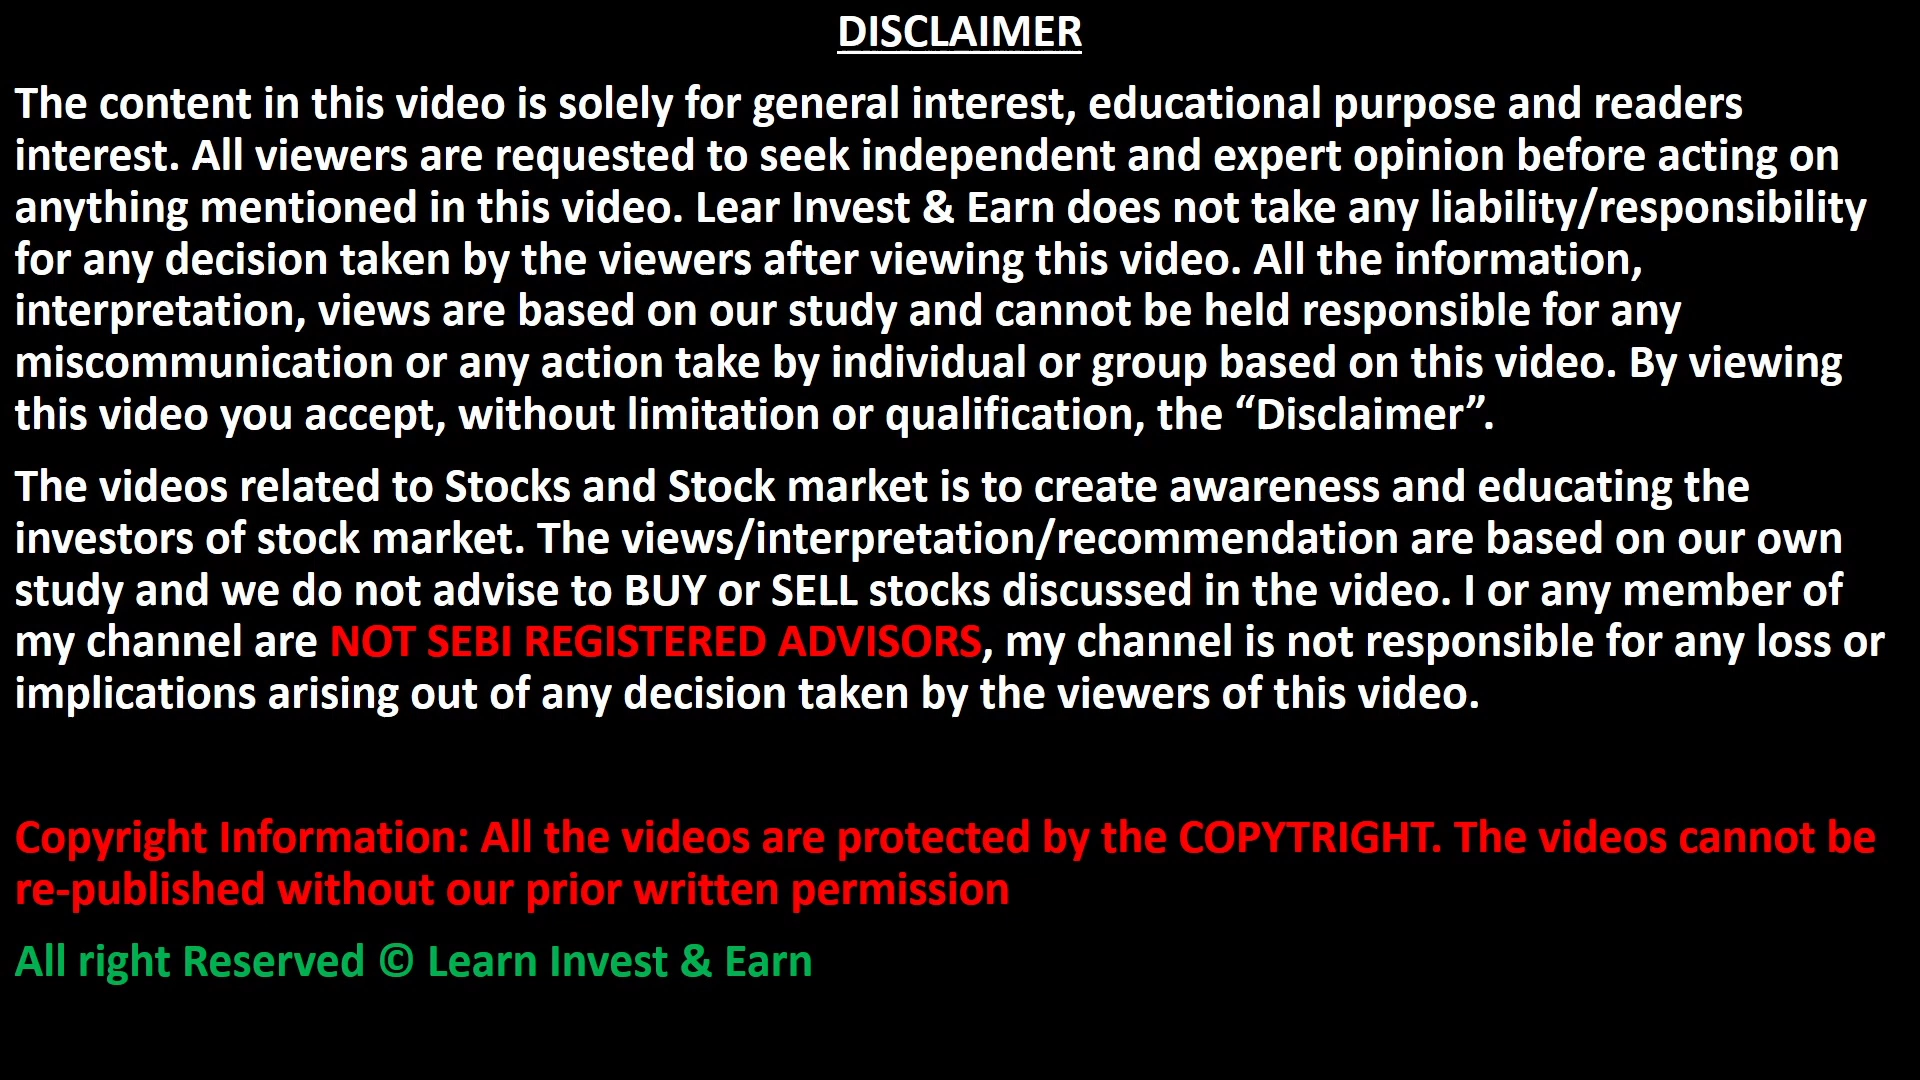 DISCLAIMER
The content in this video is solely for general interest, educational purpose and readers
interest. All viewers are requested to seek independent and expert opinion before acting on
anything mentioned in this video. Lear Invest & Earn does not take any liability/responsibility
for any decision taken by the viewers after viewing this video. All the information,
interpretation, views are based on our study and cannot be held responsible for any
miscommunication or any action take by individual or group based on this video. By viewing
this video you accept, without limitation or qualification, the “Disclaimer”.
The videos related to Stocks and Stock market is to create awareness and educating the
investors of stock market. The views/interpretation/recommendation are based on our own
study and we do not advise to BUY or SELL stocks discussed in the video. I or any member of
my channel are NOT SEBI REGISTERED ADVISORS, my channel is not responsible for any loss or
implications arising out of any decision taken by the viewers of this video.
Copyright Information: All the videos are protected by the COPYTRIGHT. The videos cannot be
re-published without our prior written permission
All right Reserved © Learn Invest & Earn